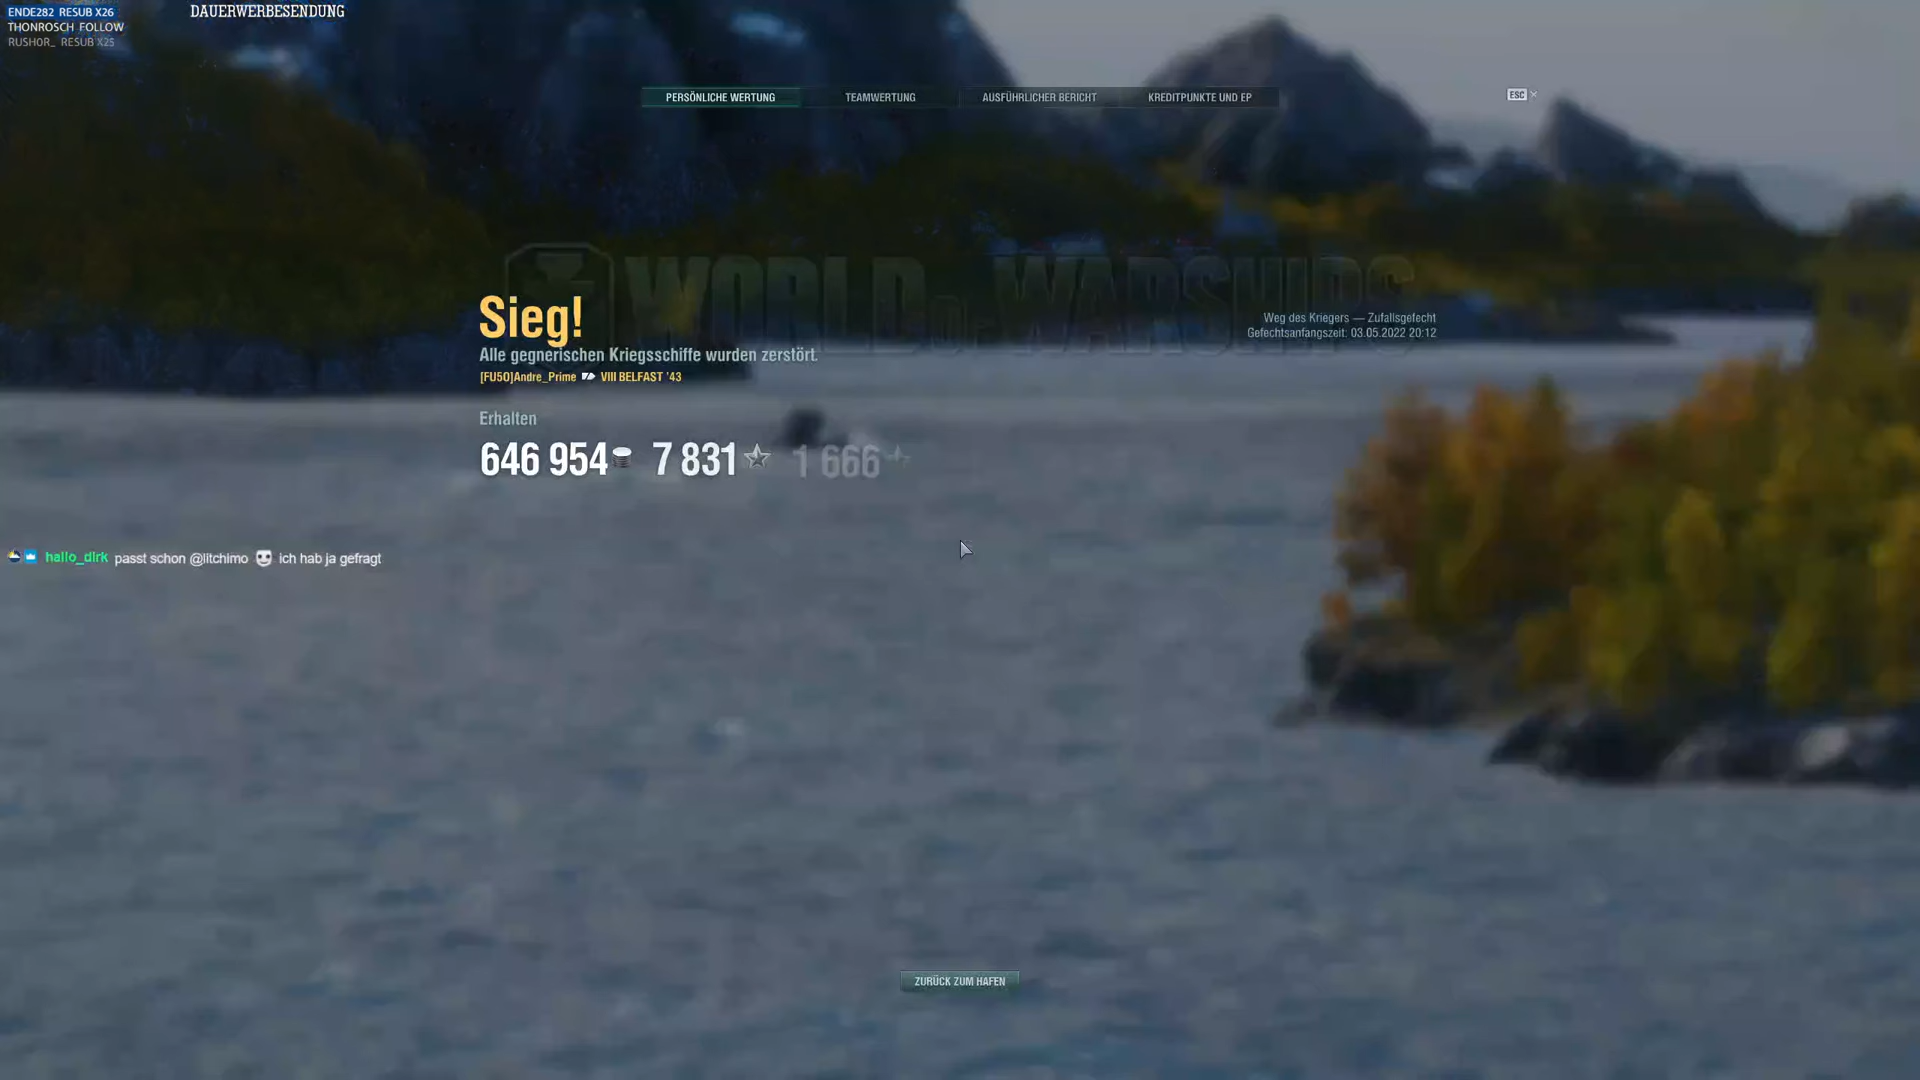 ENDE282 RESUB X26
THONROSCH FOLLOW
RUSHOR_ RESUB X25
DAUERWERBESENDUNG
PERSÖNLICHE WERTUNG
TEAMWERTUNG
AUSFÜHRLICHER BERICHT
KREDITPUNKTE UND EP
ESC
WORLD OF WARSHIPS
Sieg!
Alle gegnerischen Kriegsschiffe wurden zerstört.
[FU5O]Andre_Prime VIII BELFAST '43
Weg des Kriegers — Zufallsgefecht
Gefechtsanfangszeit: 03.05.2022 20:12
Erhalten
646 954 7 831 1 666
hallo_dirk passt schon @litchimo ich hab ja gefragt
ZURÜCK ZUM HAFEN